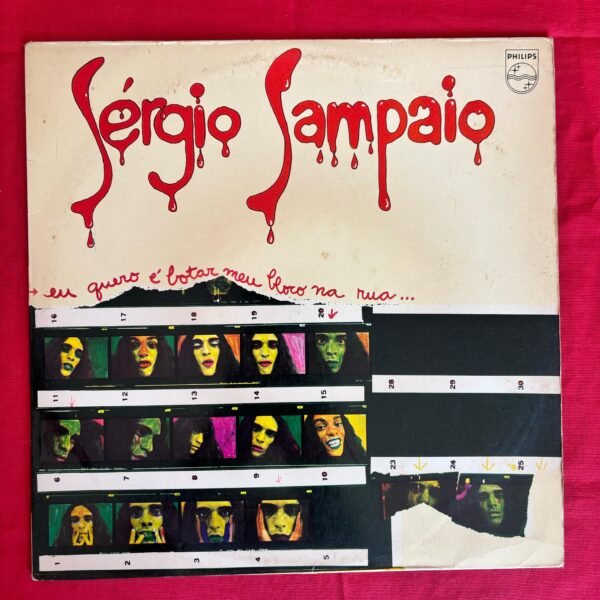 PHILIPS
Sérgio Sampaio
eu quero é botar meu bloco na rua...
16 17 18 19 20
11 12 13 14 15
28 29 30
6 7 8 9 10
23 24 25
1 2 3 4 5